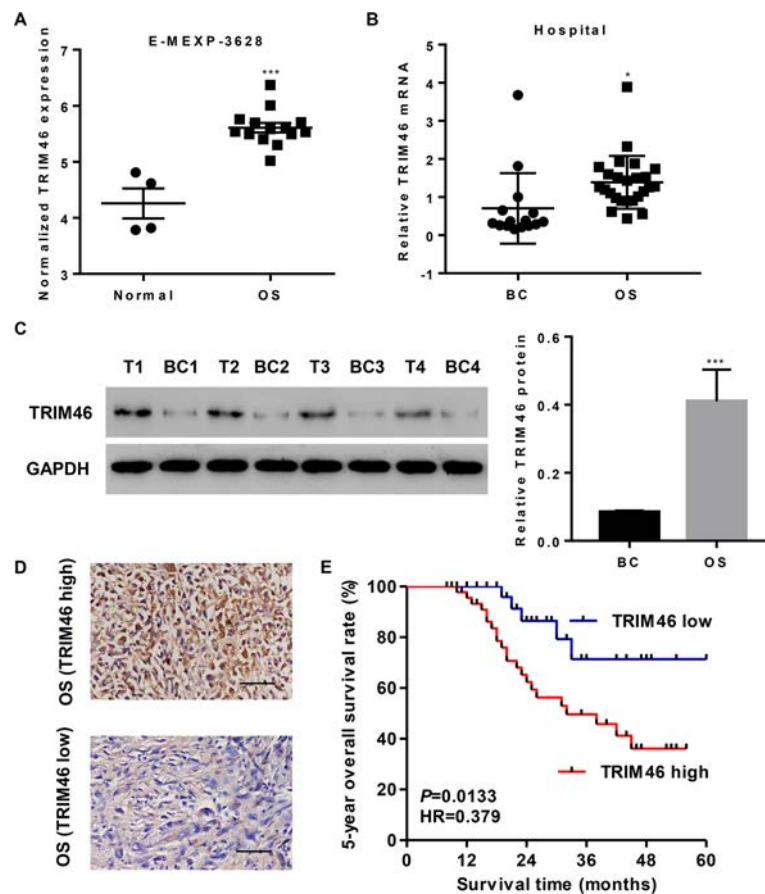 A
E-MEXP-3628
***
Normalized TRIM46 expression
7
6
5
4
3
Normal
OS
B
Hospital
*
Relative TRIM46 mRNA
5
4
3
2
1
0
-1
BC
OS
C
T1 BC1 T2 BC2 T3 BC3 T4 BC4
TRIM46
GAPDH
***
Relative TRIM46 protein
0.6
0.4
0.2
0.0
BC
OS
D
OS (TRIM46 high)
OS (TRIM46 low)
E
5-year overall survival rate (%)
100
80
60
40
20
0
TRIM46 low
TRIM46 high
P=0.0133
HR=0.379
0 12 24 36 48 60
Survival time (months)